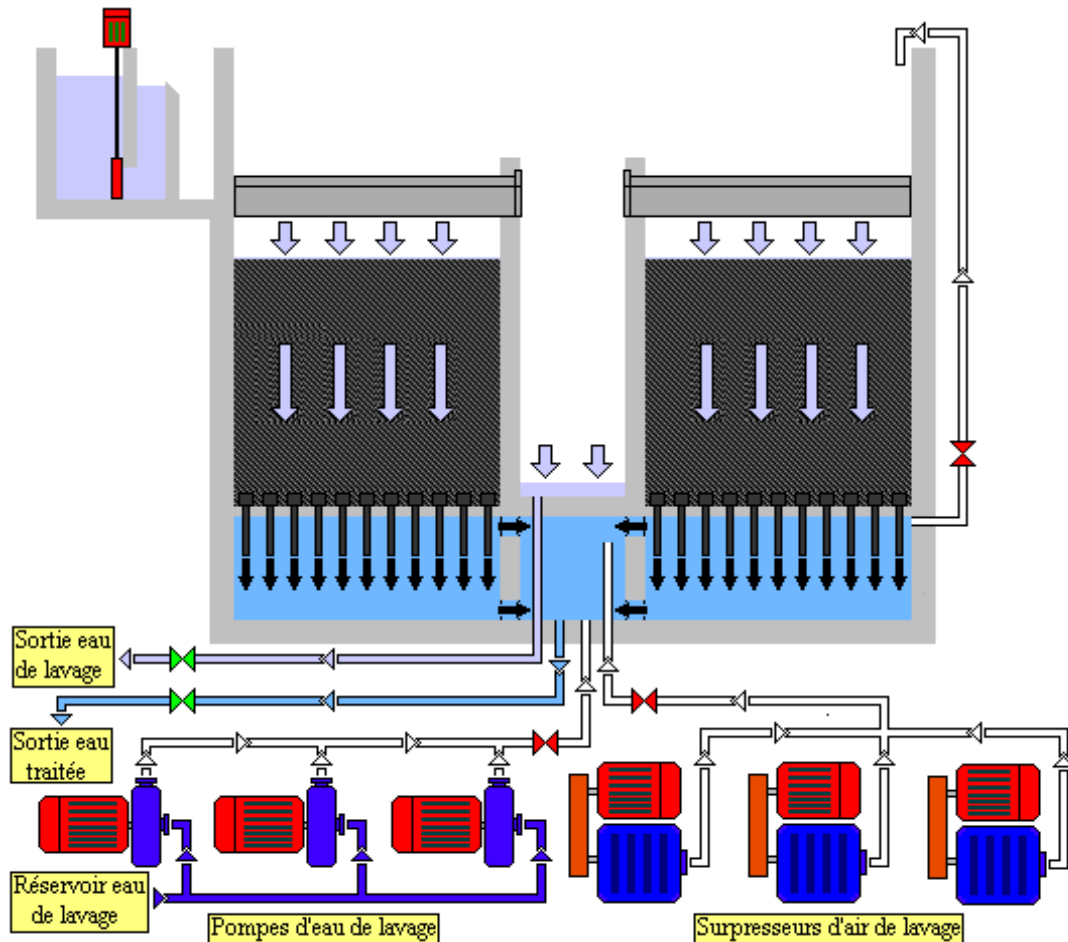 Sortie eau
de lavage
Sortie eau
traitée
Réservoir eau
de lavage
Pompes d'eau de lavage
Surpresseurs d'air de lavage